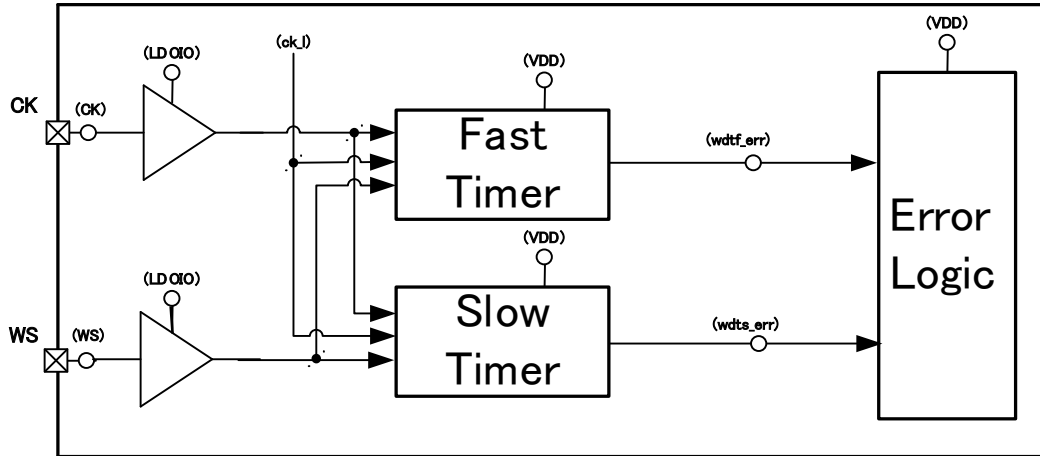 (VDD)
(ck_l)
(LDOIO)
(VDD)
CK
(CK)
Fast
Timer
(wdtf_err)
Error
Logic
(VDD)
(LDOIO)
WS
(WS)
Slow
Timer
(wdts_err)